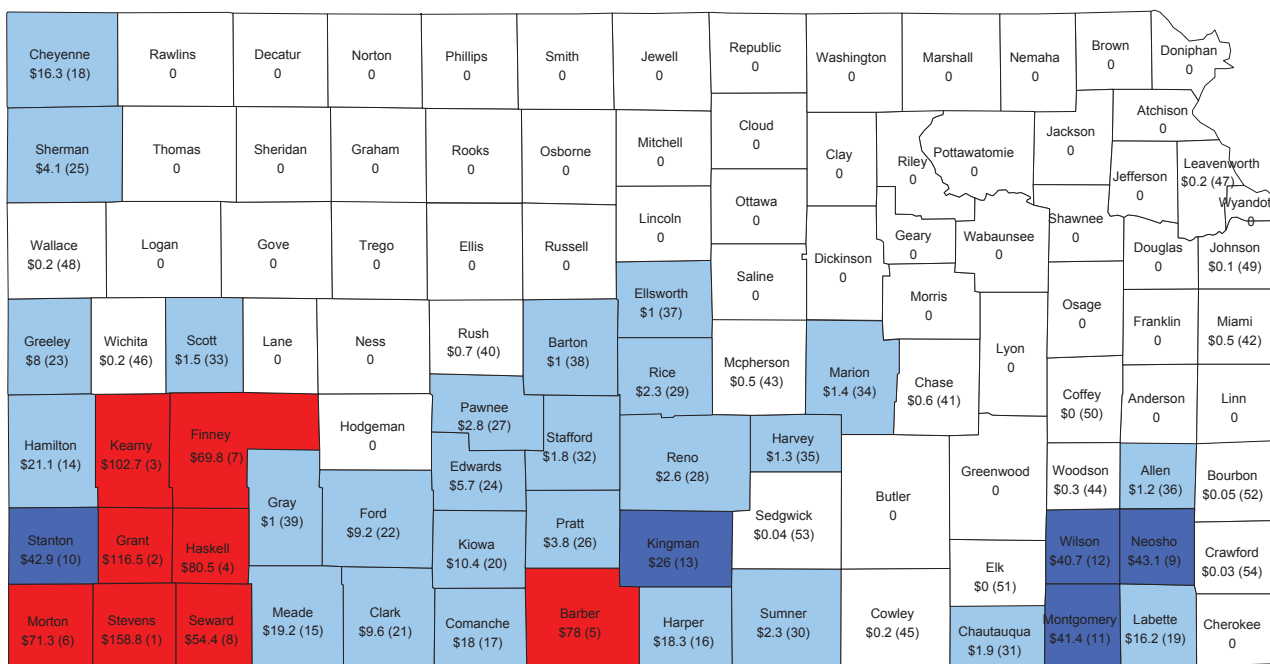 Cheyenne
$16.3 (18)
Rawlins
0
Decatur
0
Norton
0
Phillips
0
Smith
0
Jewell
0
Republic
0
Washington
0
Marshall
0
Nemaha
0
Brown
0
Doniphan
0
Sherman
$4.1 (25)
Thomas
0
Sheridan
0
Graham
0
Rooks
0
Osborne
0
Mitchell
0
Cloud
0
Clay
0
Riley
0
Pottawatomie
0
Jackson
0
Atchison
0
Jefferson
0
Leavenworth
$0.2 (47)
Wyandot
0
Wallace
$0.2 (48)
Logan
0
Gove
0
Trego
0
Ellis
0
Russell
0
Lincoln
0
Ottawa
0
Saline
0
Dickinson
0
Geary
0
Wabaunsee
0
Shawnee
0
Douglas
0
Johnson
$0.1 (49)
Greeley
$8 (23)
Wichita
$0.2 (46)
Scott
$1.5 (33)
Lane
0
Ness
0
Rush
$0.7 (40)
Barton
$1 (38)
Ellsworth
$1 (37)
Rice
$2.3 (29)
Mcpherson
$0.5 (43)
Marion
$1.4 (34)
Morris
0
Chase
$0.6 (41)
Lyon
0
Osage
0
Franklin
0
Miami
$0.5 (42)
Coffey
$0 (50)
Anderson
0
Linn
0
Hamilton
$21.1 (14)
Kearny
$102.7 (3)
Finney
$69.8 (7)
Hodgeman
0
Pawnee
$2.8 (27)
Stafford
$1.8 (32)
Edwards
$5.7 (24)
Reno
$2.6 (28)
Harvey
$1.3 (35)
Butler
0
Greenwood
0
Woodson
$0.3 (44)
Allen
$1.2 (36)
Bourbon
$0.05 (52)
Gray
$1 (39)
Ford
$9.2 (22)
Stanton
$42.9 (10)
Grant
$116.5 (2)
Haskell
$80.5 (4)
Kiowa
$10.4 (20)
Pratt
$3.8 (26)
Kingman
$26 (13)
Sedgwick
$0.04 (53)
Elk
$0 (51)
Wilson
$40.7 (12)
Neosho
$43.1 (9)
Crawford
$0.03 (54)
Morton
$71.3 (6)
Stevens
$158.8 (1)
Seward
$54.4 (8)
Meade
$19.2 (15)
Clark
$9.6 (21)
Comanche
$18 (17)
Barber
$78 (5)
Harper
$18.3 (16)
Sumner
$2.3 (30)
Cowley
$0.2 (45)
Chautauqua
$1.9 (31)
Montgomery
$41.4 (11)
Labette
$16.2 (19)
Cherokee
0